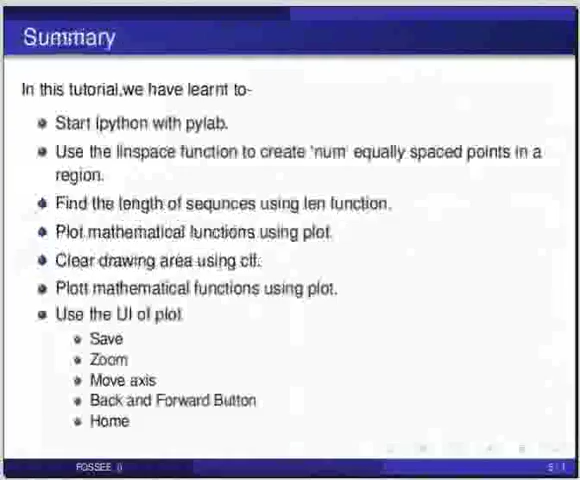 Summary
In this tutorial,we have learnt to-
Start ipython with pylab.
Use the linspace function to create 'num' equally spaced points in a
region.
Find the length of sequnces using len function.
Plot mathematical functions using plot.
Clear drawing area using clf.
Plott mathematical functions using plot.
Use the UI of plot
Save
Zoom
Move axis
Back and Forward Button
Home
FOSSEE ()